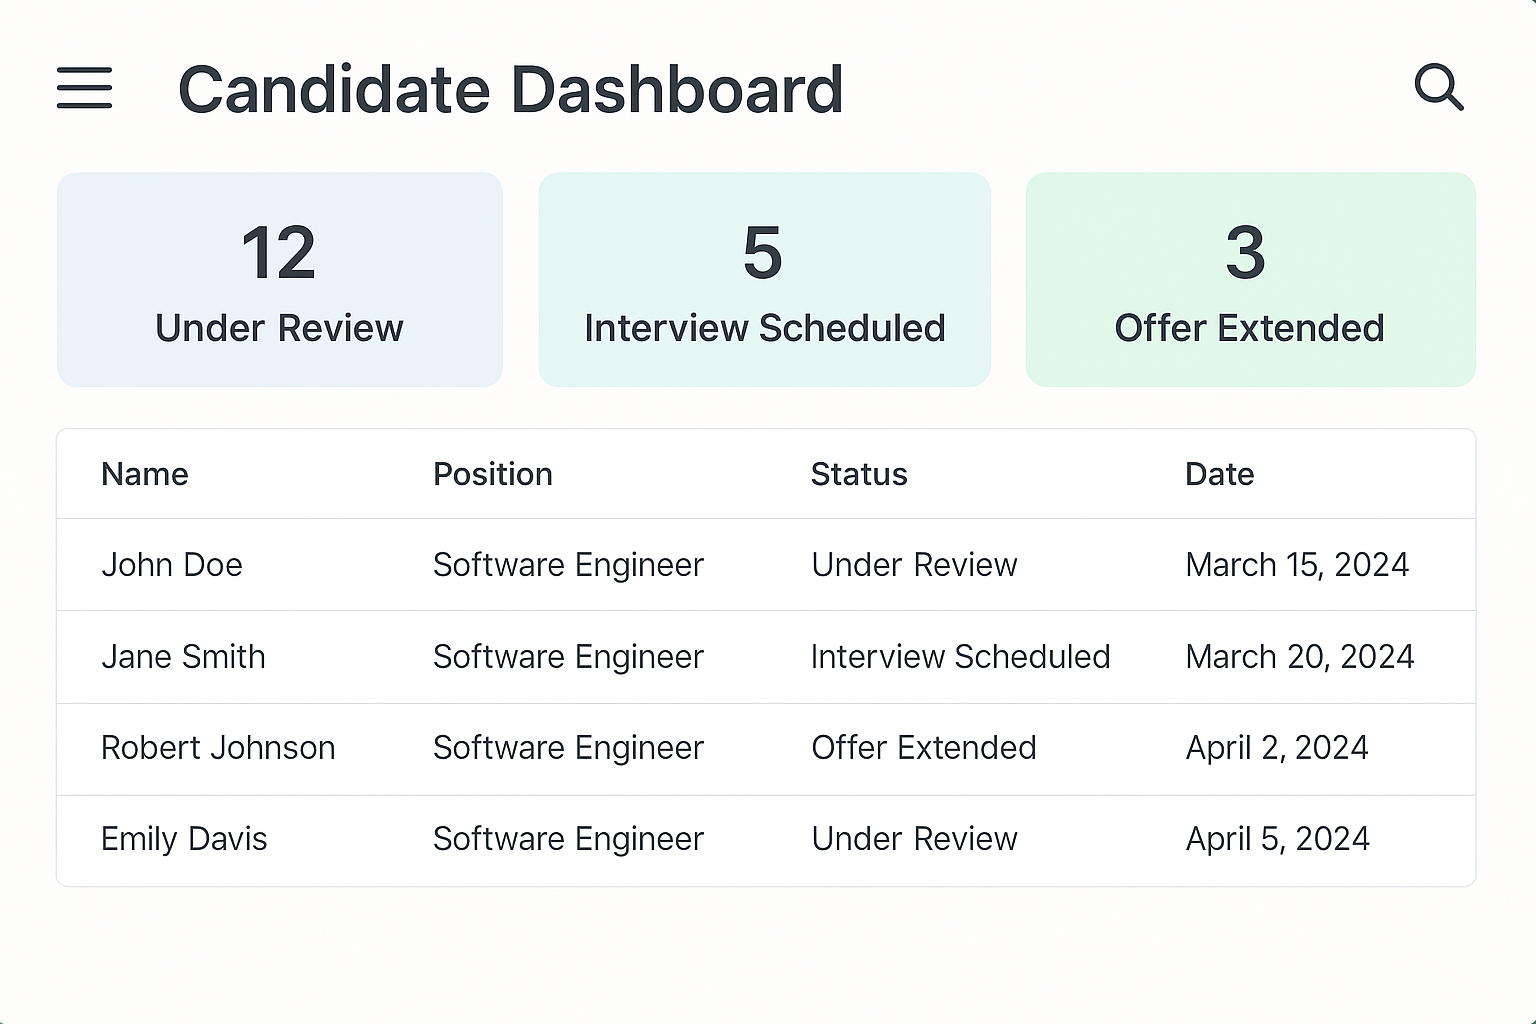 Candidate Dashboard
12
Under Review
5
Interview Scheduled
3
Offer Extended
Name Position Status Date
John Doe Software Engineer Under Review March 15, 2024
Jane Smith Software Engineer Interview Scheduled March 20, 2024
Robert Johnson Software Engineer Offer Extended April 2, 2024
Emily Davis Software Engineer Under Review April 5, 2024